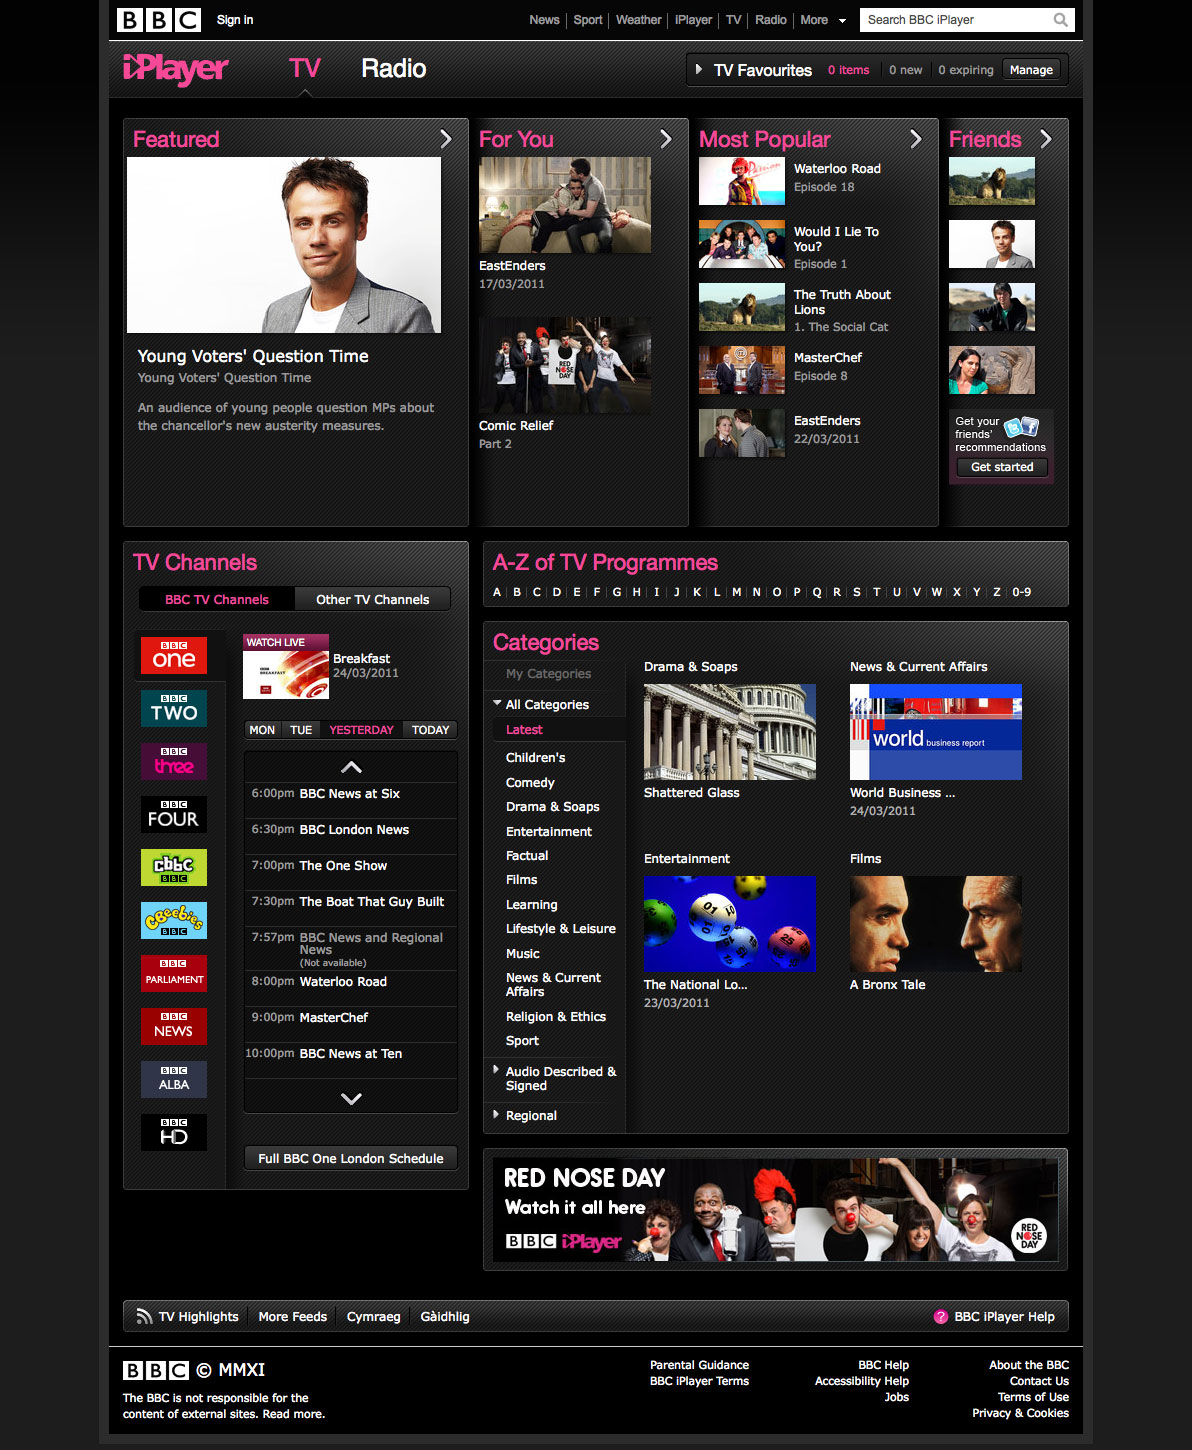 BBC Sign in News Sport Weather iPlayer TV Radio More Search BBC iPlayer
iPlayer TV Radio TV Favourites 0 items 0 new 0 expiring Manage
Featured
Young Voters' Question Time
Young Voters' Question Time
An audience of young people question MPs about
the chancellor's new austerity measures.
For You
EastEnders
17/03/2011
RED
NOSE
DAY
Comic Relief
Part 2
Most Popular
Waterloo Road
Episode 18
Would I Lie To
You?
Episode 1
The Truth About
Lions
1. The Social Cat
MasterChef
Episode 8
EastEnders
22/03/2011
Friends
Get your
friends'
recommendations
Get started
TV Channels
BBC TV Channels Other TV Channels
BBC
one
BBC
TWO
BBC
three
BBC
FOUR
cbbc
BBC
CBeebies
BBC
BBC
PARLIAMENT
BBC
NEWS
BBC
ALBA
BBC
HD
WATCH LIVE
BREAKFAST
Breakfast
24/03/2011
MON TUE YESTERDAY TODAY
6:00pm BBC News at Six
6:30pm BBC London News
7:00pm The One Show
7:30pm The Boat That Guy Built
7:57pm BBC News and Regional
News
(Not available)
8:00pm Waterloo Road
9:00pm MasterChef
10:00pm BBC News at Ten
Full BBC One London Schedule
A-Z of TV Programmes
A B C D E F G H I J K L M N O P Q R S T U V W X Y Z 0-9
Categories
My Categories
All Categories
Latest
Children's
Comedy
Drama & Soaps
Entertainment
Factual
Films
Learning
Lifestyle & Leisure
Music
News & Current
Affairs
Religion & Ethics
Sport
Audio Described &
Signed
Regional
Drama & Soaps
Shattered Glass
News & Current Affairs
world business report
World Business ...
24/03/2011
Entertainment
01
10
19
25
The National Lo...
23/03/2011
Films
A Bronx Tale
RED NOSE DAY
Watch it all here
BBC iPlayer
RED
NOSE
DAY
TV Highlights More Feeds Cymraeg Gàidhlig ? BBC iPlayer Help
BBC © MMXI
The BBC is not responsible for the
content of external sites. Read more.
Parental Guidance
BBC iPlayer Terms
BBC Help
Accessibility Help
Jobs
About the BBC
Contact Us
Terms of Use
Privacy & Cookies